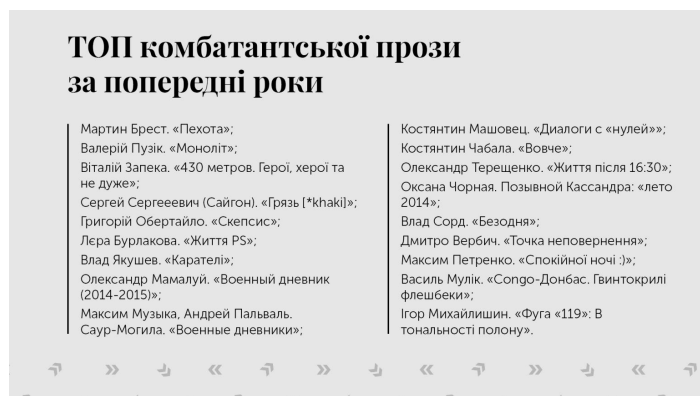 ТОП комбатантської прози
за попередні роки
Мартин Брест. «Пехота»;
Валерій Пузік. «Моноліт»;
Віталій Запека. «430 метров. Герої, херої та
не дуже»;
Сергей Сергееевич (Сайгон). «Грязь [*khaki]»;
Григорій Обертайло. «Скепсис»;
Лєра Бурлакова. «Життя PS»;
Влад Якушев. «Карателі»;
Олександр Мамалуй. «Военный дневник
(2014-2015)»;
Максим Музыка, Андрей Пальваль.
Саур-Могила. «Военные дневники»;
Костянтин Машовец. «Диалоги с «нулей»»;
Костянтин Чабала. «Вовче»;
Олександр Терещенко. «Життя після 16:30»;
Оксана Чорная. Позывной Кассандра: «лето
2014»;
Влад Сорд. «Безодня»;
Дмитро Вербич. «Точка неповернення»;
Максим Петренко. «Спокійної ночі :)»;
Василь Мулік. «Congo-Донбас. Гвинтокрилі
флешбеки»;
Ігор Михайлишин. «Фуга «119»: В
тональності полону».